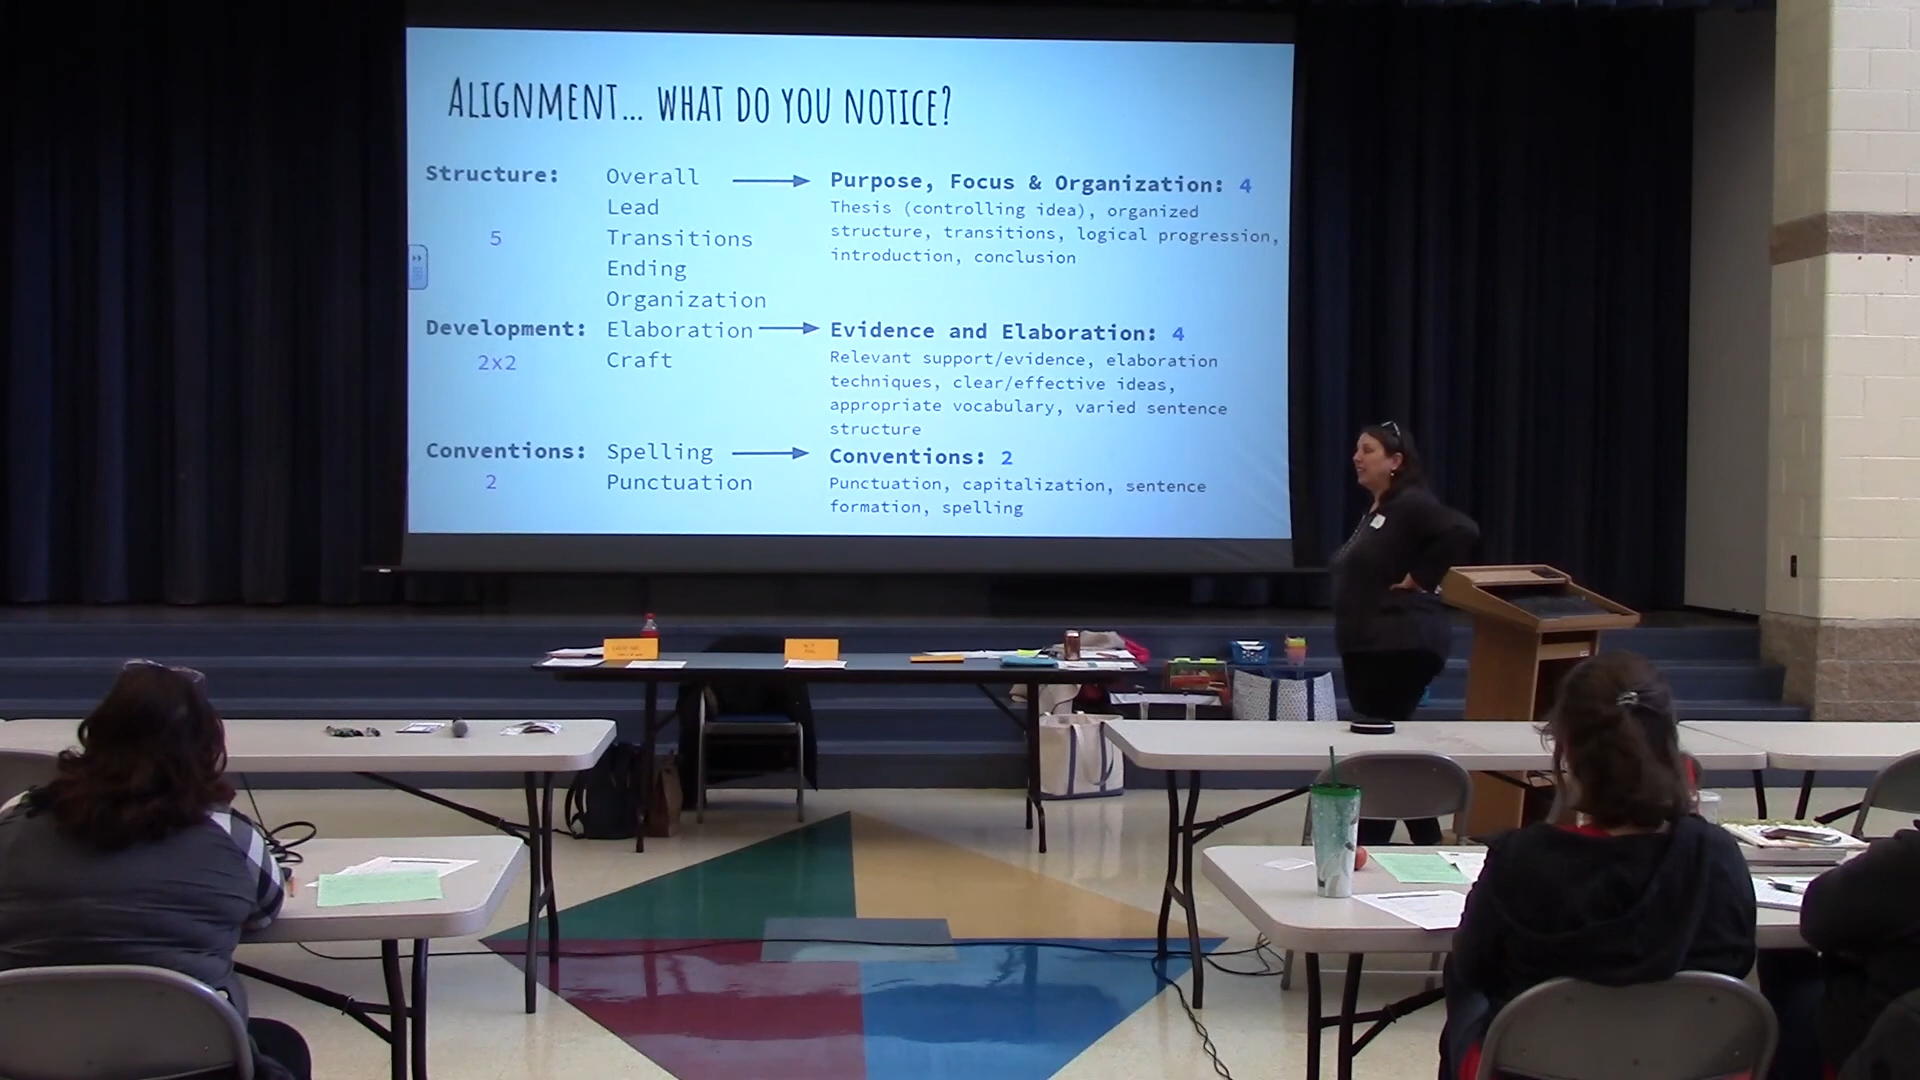 ALIGNMENT... WHAT DO YOU NOTICE?
Structure:
5
Overall
Lead
Transitions
Ending
Organization
Purpose, Focus & Organization: 4
Thesis (controlling idea), organized
structure, transitions, logical progression,
introduction, conclusion
Development:
2x2
Elaboration
Craft
Evidence and Elaboration: 4
Relevant support/evidence, elaboration
techniques, clear/effective ideas,
appropriate vocabulary, varied sentence
structure
Conventions:
2
Spelling
Punctuation
Conventions: 2
Punctuation, capitalization, sentence
formation, spelling